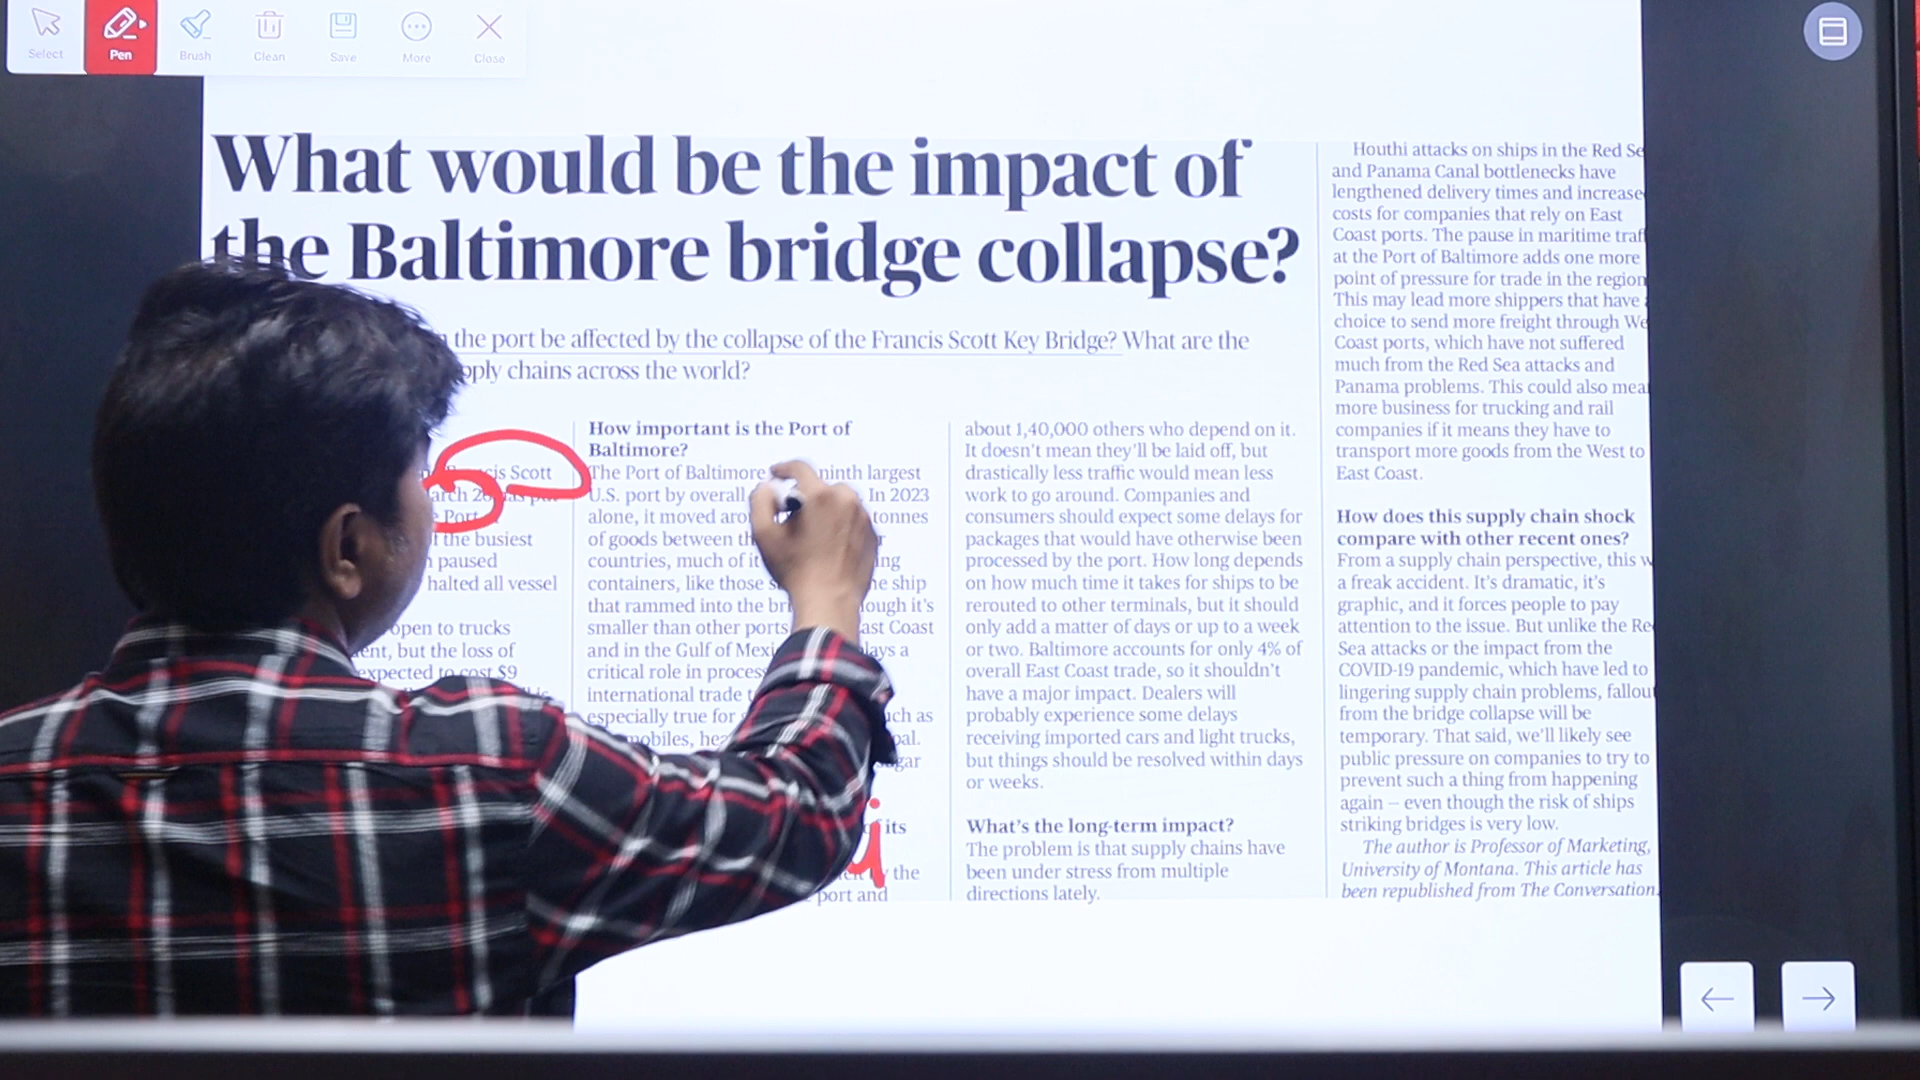 Select
Pen
Brush
Clean
Save
More
Close
What would be the impact of
the Baltimore bridge collapse?
the port be affected by the collapse of the Francis Scott Key Bridge? What are the
chains across the world?
Scott
Port
the busiest
paused
halted all vessel
open to trucks
but the loss of
expected to cost $9
How important is the Port of
Baltimore?
The Port of Baltimore ninth largest
U.S. port by overall In 2023
alone, it moved tonnes
of goods between
countries, much of it
containers, like those ship
that rammed into the it's
smaller than other ports Coast
and in the Gulf of a
critical role in
international trade
especially true for as
its
the
port and
about 1,40,000 others who depend on it.
It doesn't mean they'll be laid off, but
drastically less traffic would mean less
work to go around. Companies and
consumers should expect some delays for
packages that would have otherwise been
processed by the port. How long depends
on how much time it takes for ships to be
rerouted to other terminals, but it should
only add a matter of days or up to a week
or two. Baltimore accounts for only 4% of
overall East Coast trade, so it shouldn't
have a major impact. Dealers will
probably experience some delays
receiving imported cars and light trucks,
but things should be resolved within days
or weeks.
What's the long-term impact?
The problem is that supply chains have
been under stress from multiple
directions lately.
Houthi attacks on ships in the Red Se
and Panama Canal bottlenecks have
lengthened delivery times and increase
costs for companies that rely on East
Coast ports. The pause in maritime traf
at the Port of Baltimore adds one more
point of pressure for trade in the region
This may lead more shippers that have
choice to send more freight through We
Coast ports, which have not suffered
much from the Red Sea attacks and
Panama problems. This could also mea
more business for trucking and rail
companies if it means they have to
transport more goods from the West to
East Coast.
How does this supply chain shock
compare with other recent ones?
From a supply chain perspective, this w
a freak accident. It's dramatic, it's
graphic, and it forces people to pay
attention to the issue. But unlike the Re
Sea attacks or the impact from the
COVID-19 pandemic, which have led to
lingering supply chain problems, fallou
from the bridge collapse will be
temporary. That said, we'll likely see
public pressure on companies to try to
prevent such a thing from happening
again – even though the risk of ships
striking bridges is very low.
The author is Professor of Marketing,
University of Montana. This article has
been republished from The Conversation.